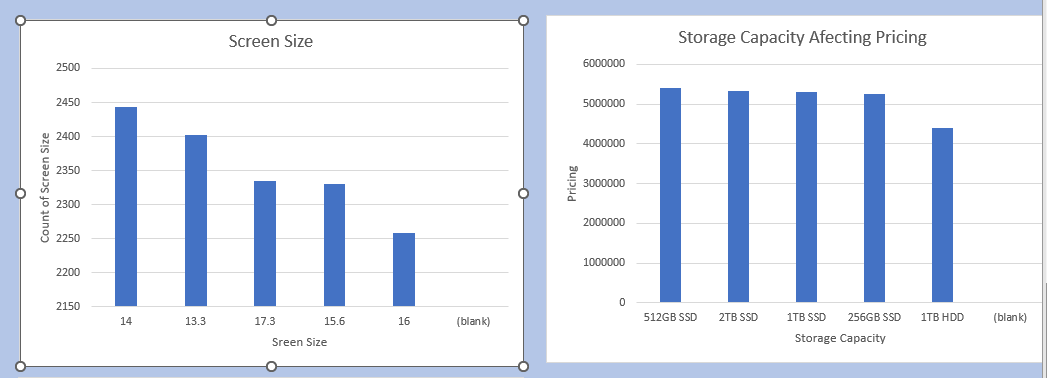 Screen Size
2500
2450
2400
2350
2300
2250
2200
2150
Count of Screen Size
14 13.3 17.3 15.6 16 (blank)
Sreen Size
Storage Capacity Afecting Pricing
6000000
5000000
4000000
3000000
2000000
1000000
0
Pricing
512GB SSD 2TB SSD 1TB SSD 256GB SSD 1TB HDD (blank)
Storage Capacity